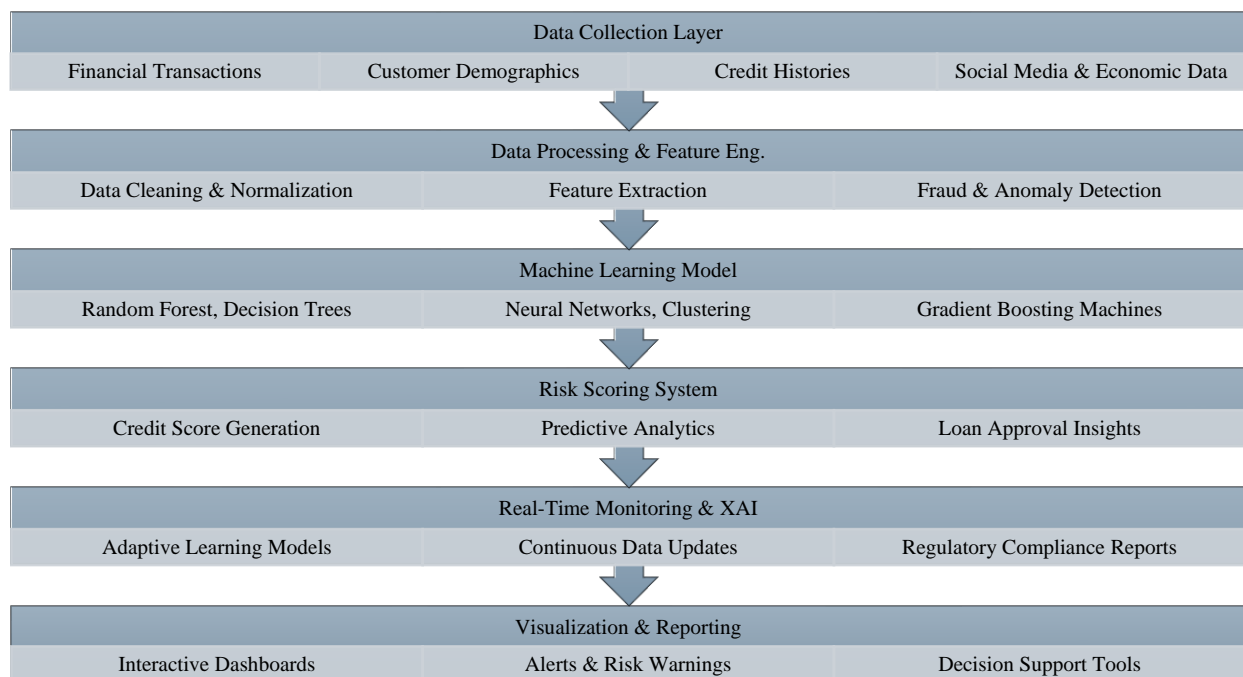 Data Collection Layer
Financial Transactions Customer Demographics Credit Histories Social Media & Economic Data
Data Processing & Feature Eng.
Data Cleaning & Normalization Feature Extraction Fraud & Anomaly Detection
Machine Learning Model
Random Forest, Decision Trees Neural Networks, Clustering Gradient Boosting Machines
Risk Scoring System
Credit Score Generation Predictive Analytics Loan Approval Insights
Real-Time Monitoring & XAI
Adaptive Learning Models Continuous Data Updates Regulatory Compliance Reports
Visualization & Reporting
Interactive Dashboards Alerts & Risk Warnings Decision Support Tools